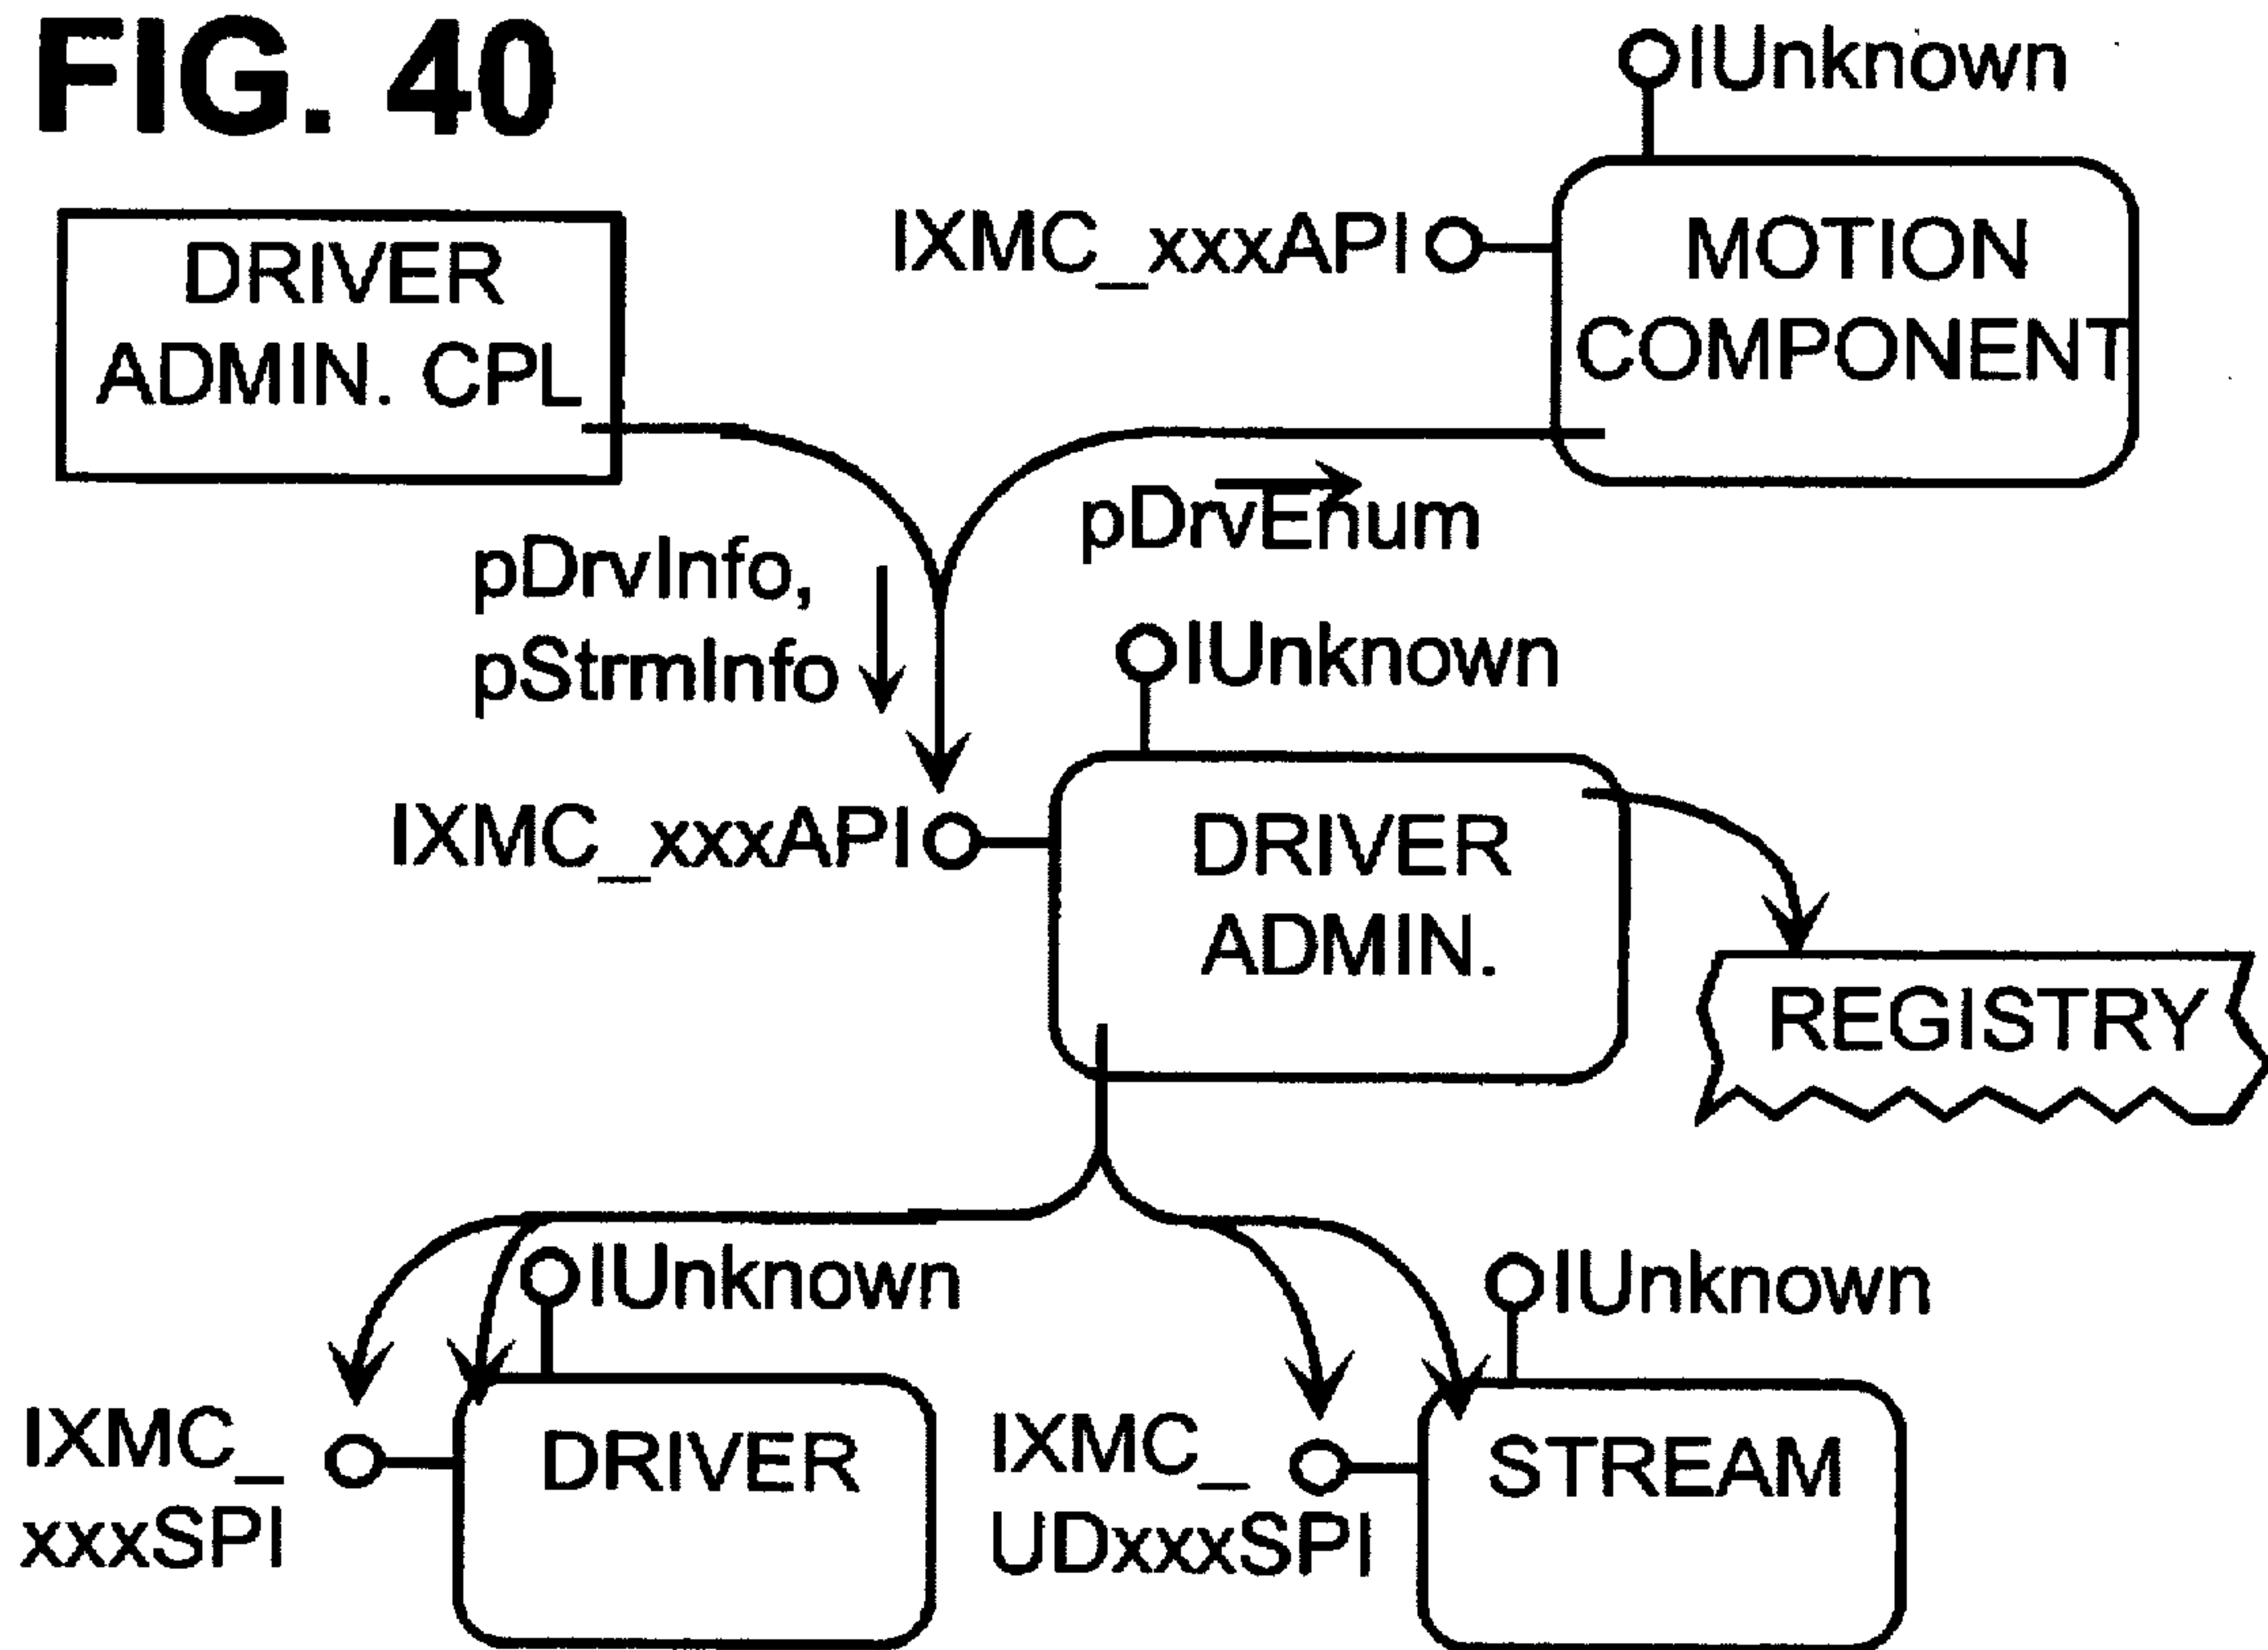 FIG. 40
IUnknown
DRIVER
ADMIN. CPL
IXMC_xxxAPI
MOTION
COMPONENT
pDrvEnum
pDrvInfo,
pStrmInfo
IUnknown
IXMC_xxxAPI
DRIVER
ADMIN.
REGISTRY
IUnknown
IUnknown
IXMC_
xxxSPI
DRIVER
IXMC_
UDxxxSPI
STREAM